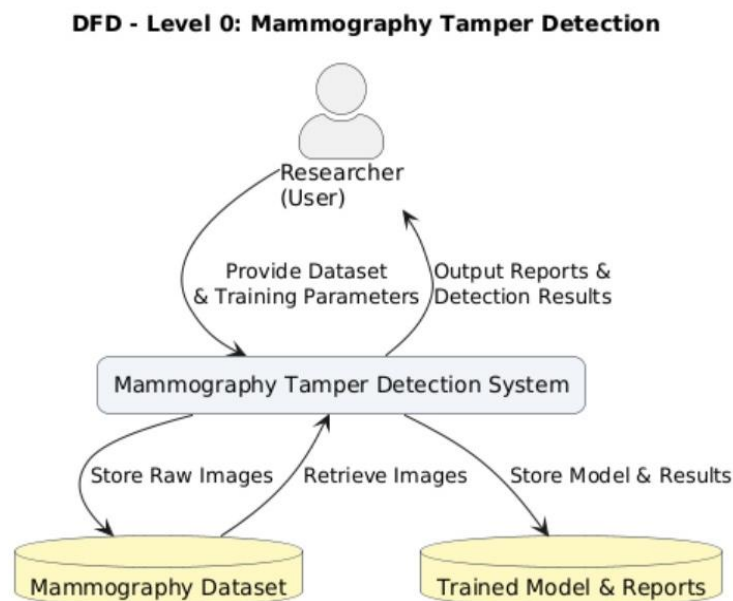 DFD - Level 0: Mammography Tamper Detection
Researcher
(User)
Provide Dataset
& Training Parameters
Output Reports &
Detection Results
Mammography Tamper Detection System
Store Raw Images
Retrieve Images
Store Model & Results
Mammography Dataset
Trained Model & Reports